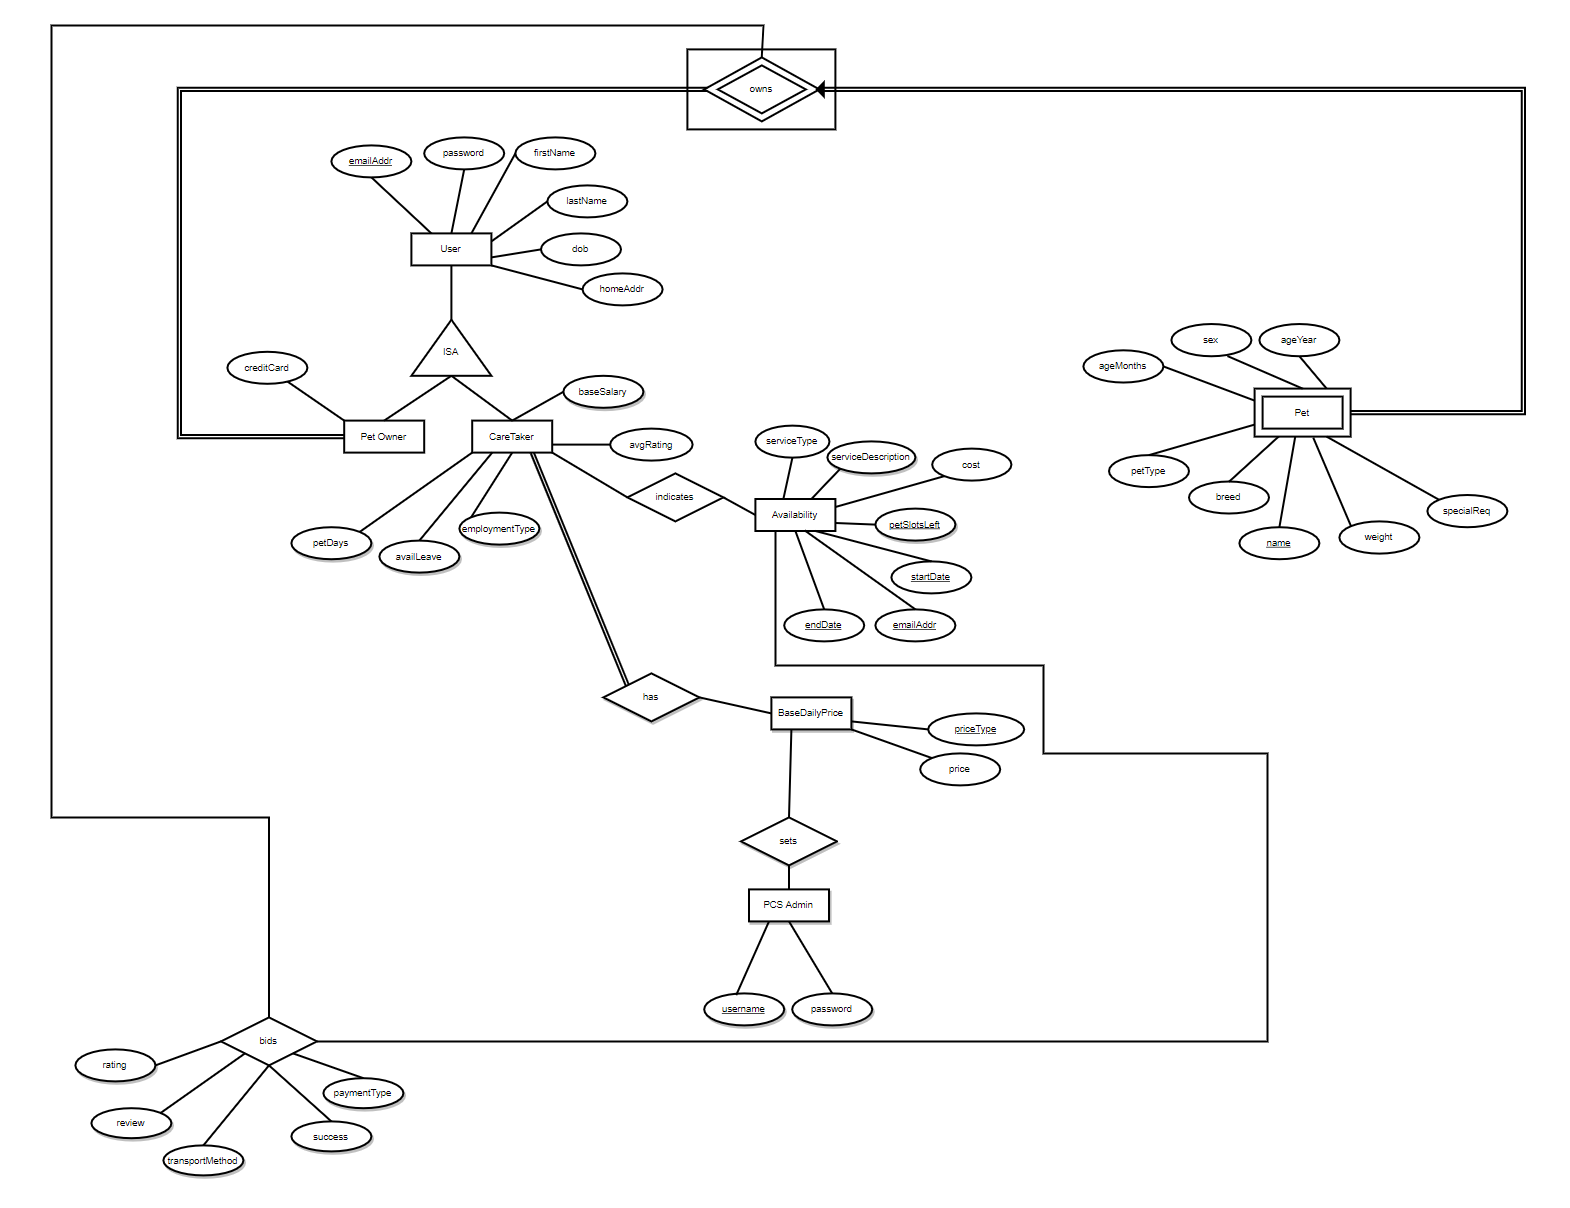 owns
emailAddr
password
firstName
lastName
User
dob
homeAddr
ISA
creditCard
baseSalary
Pet Owner
CareTaker
avgRating
sex
ageYear
ageMonths
Pet
serviceType
serviceDescription
cost
indicates
Availability
petSlotsLeft
petType
breed
specialReq
name
weight
petDays
availLeave
employmentType
startDate
endDate
emailAddr
has
BaseDailyPrice
priceType
price
sets
PCS Admin
username
password
bids
rating
paymentType
review
success
transportMethod